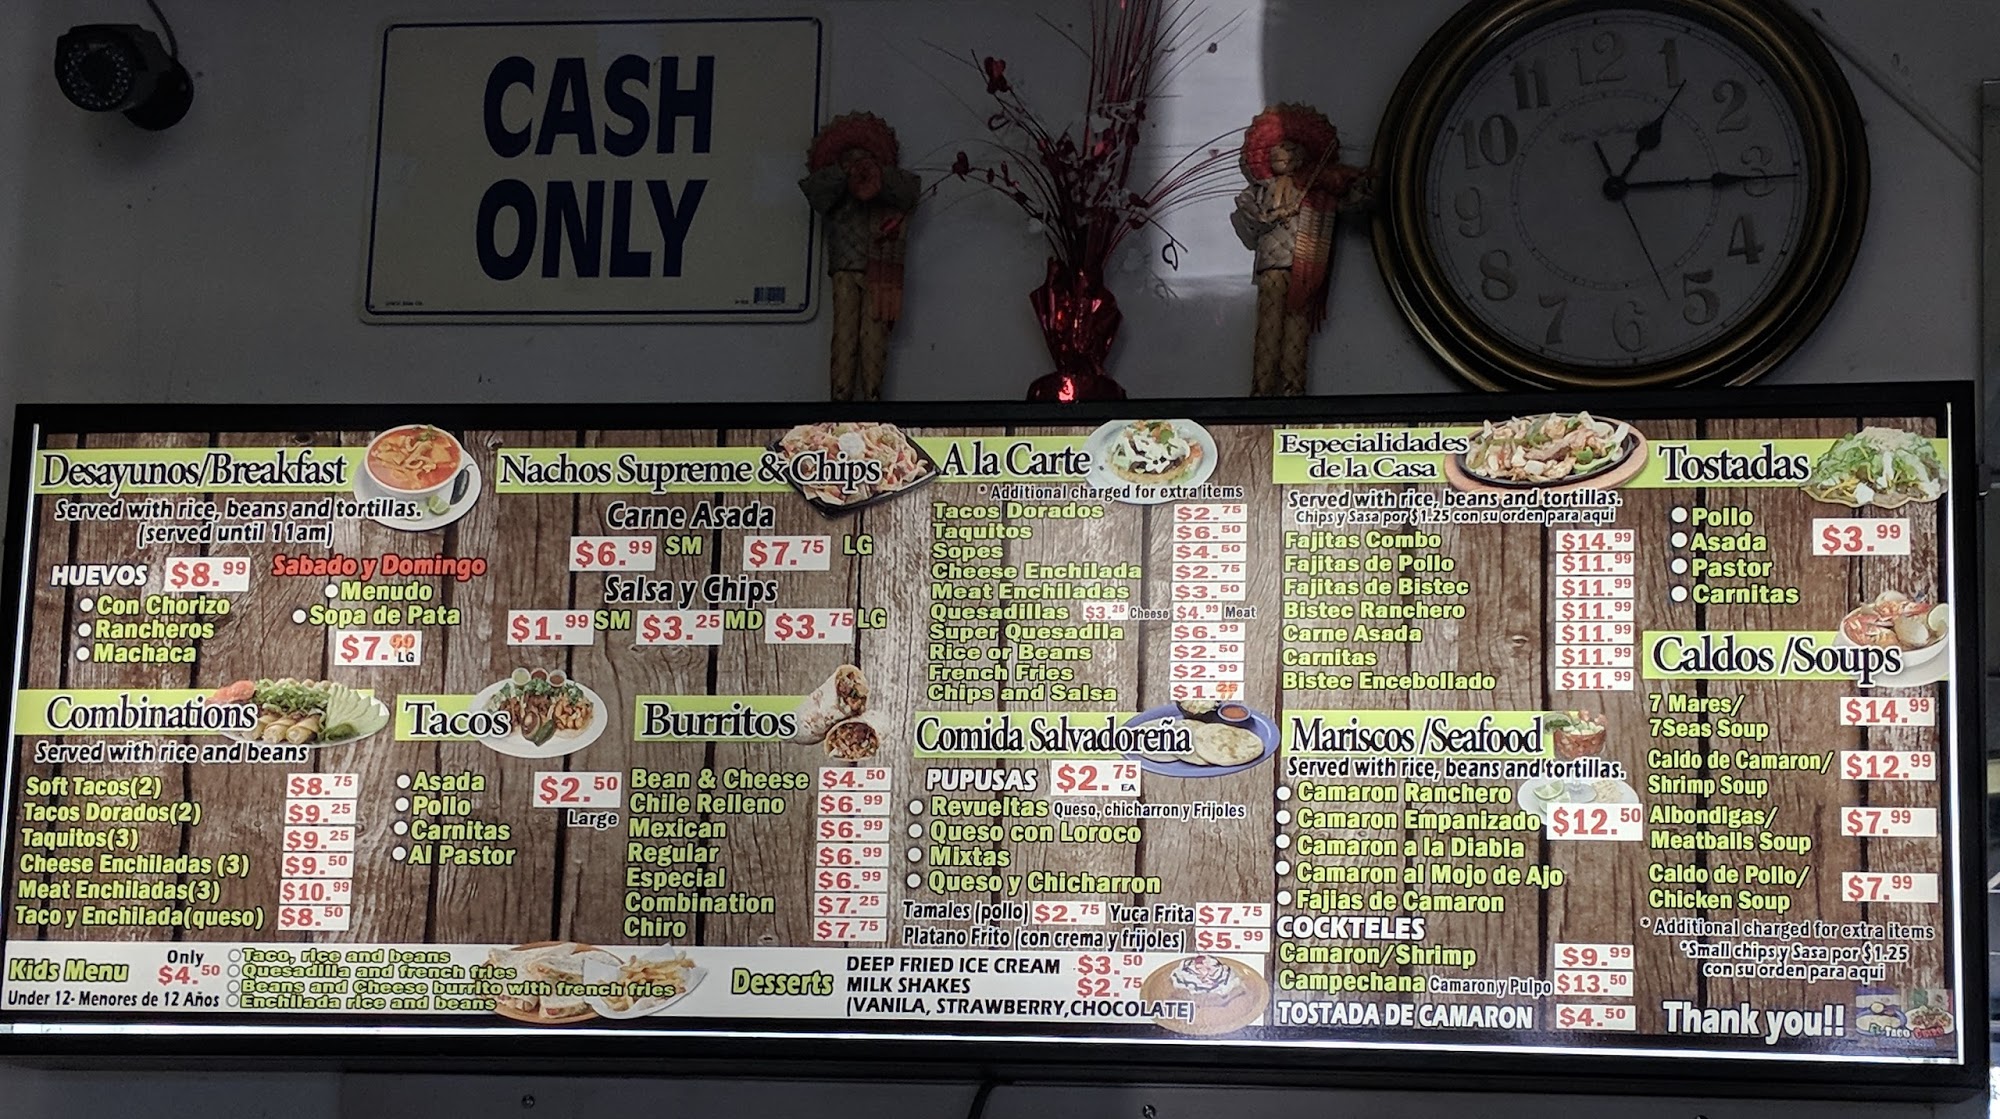 CASH
ONLY
12
1
2
3
4
5
6
7
8
9
10
11
Desayunos/Breakfast
Served with rice, beans and tortillas.
(served until 11am)
HUEVOS $8.99
Con Chorizo
Rancheros
Machaca
Sabado y Domingo
Menudo
Sopa de Pata
LG
Combinations
Served with rice and beans
Soft Tacos(2) $8.75
Tacos Dorados(2) $9.25
Taquitos(3) $9.25
Cheese Enchiladas (3) $9.50
Meat Enchiladas(3) $10.99
Taco y Enchilada(queso) $8.50
Nachos Supreme & Chips
Carne Asada
$6.99 SM $7.75 LG
Salsa y Chips
$1.99 SM $3.25 MD $3.75 LG
Tacos
Asada
Pollo
Carnitas
Al Pastor
$2.50
Large
Burritos
Bean & Cheese $4.50
Chile Relleno $6.99
Mexican $6.99
Regular $6.99
Especial $6.99
Combination $7.25
Chiro $7.75
A la Carte
* Additional charged for extra items
Tacos Dorados $2.75
Taquitos $6.50
Sopes $4.50
Cheese Enchilada $2.75
Meat Enchiladas $3.50
Quesadillas $3.25 Cheese $4.99 Meat
Super Quesadilla $6.99
Rice or Beans $2.50
French Fries $2.99
Chips and Salsa
Comida Salvadoreña
PUPUSAS $2.75 EA
Revueltas Queso, chicharron y Frijoles
Queso con Loroco
Mixtas
Queso y Chicharron
Tamales (pollo) $2.75 Yuca Frita $7.75
Platano Frito (con crema y frijoles) $5.99
Especialidades
de la Casa
Served with rice, beans and tortillas.
Chips y Sasa por $1.25 con su orden para aqui
Fajitas Combo $14.99
Fajitas de Pollo $11.99
Fajitas de Bistec $11.99
Bistec Ranchero $11.99
Carne Asada $11.99
Carnitas $11.99
Bistec Encebollado $11.99
Mariscos /Seafood
Served with rice, beans and tortillas.
Camaron Ranchero
Camaron Empanizado $12.50
Camaron a la Diabla
Camaron al Mojo de Ajo
Fajias de Camaron
COCKTELES
Camaron/Shrimp $9.99
Campechana Camaron y Pulpo $13.50
TOSTADA DE CAMARON $4.50
Tostadas
Pollo
Asada
Pastor
Carnitas
$3.99
Caldos /Soups
7 Mares/
7Seas Soup $14.99
Caldo de Camaron/
Shrimp Soup $12.99
Albondigas/
Meatballs Soup $7.99
Caldo de Pollo/
Chicken Soup $7.99
* Additional charged for extra items
*Small chips y Sasa por $1.25
con su orden para aqui
Thank you!!
Kids Menu
Only
$4.50
Under 12- Menores de 12 Años
Taco, rice and beans
Quesadilla and french fries
Beans and Cheese burrito with french fries
Enchilada rice and beans
Desserts
DEEP FRIED ICE CREAM $3.50
MILK SHAKES $2.75
(VANILA, STRAWBERRY,CHOCOLATE)